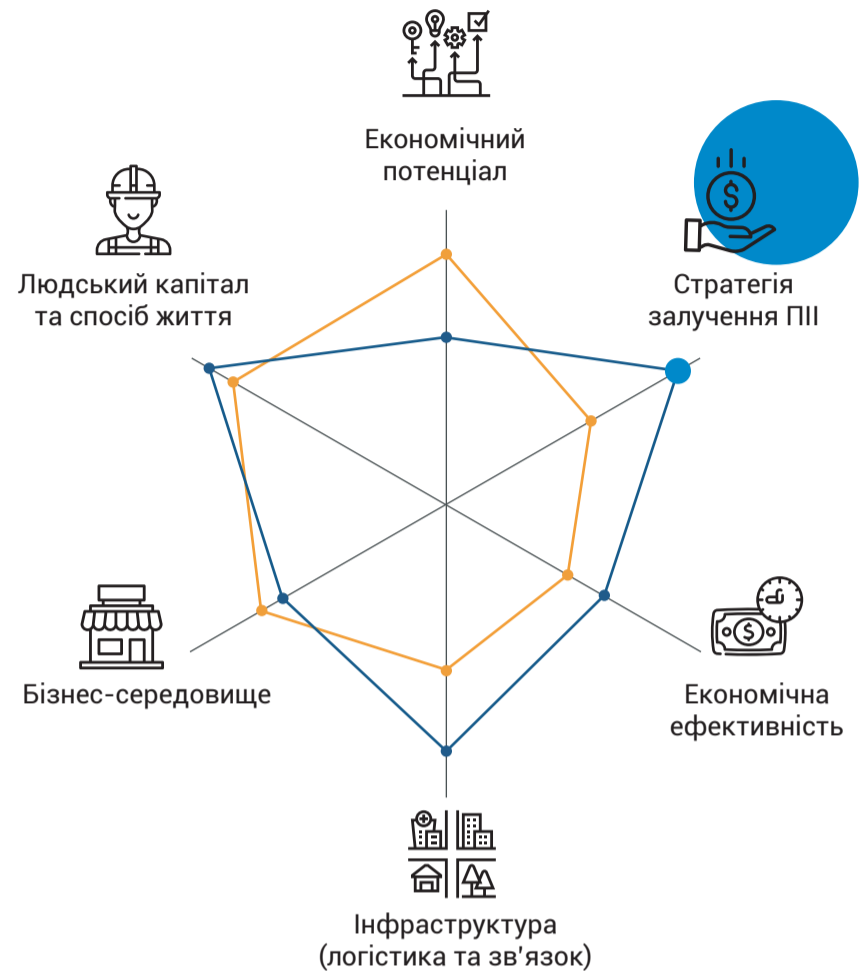 Економічний
потенціал
Стратегія
залучення ПІІ
Людський капітал
та спосіб життя
Бізнес-середовище
Економічна
ефективність
Інфраструктура
(логістика та зв'язок)